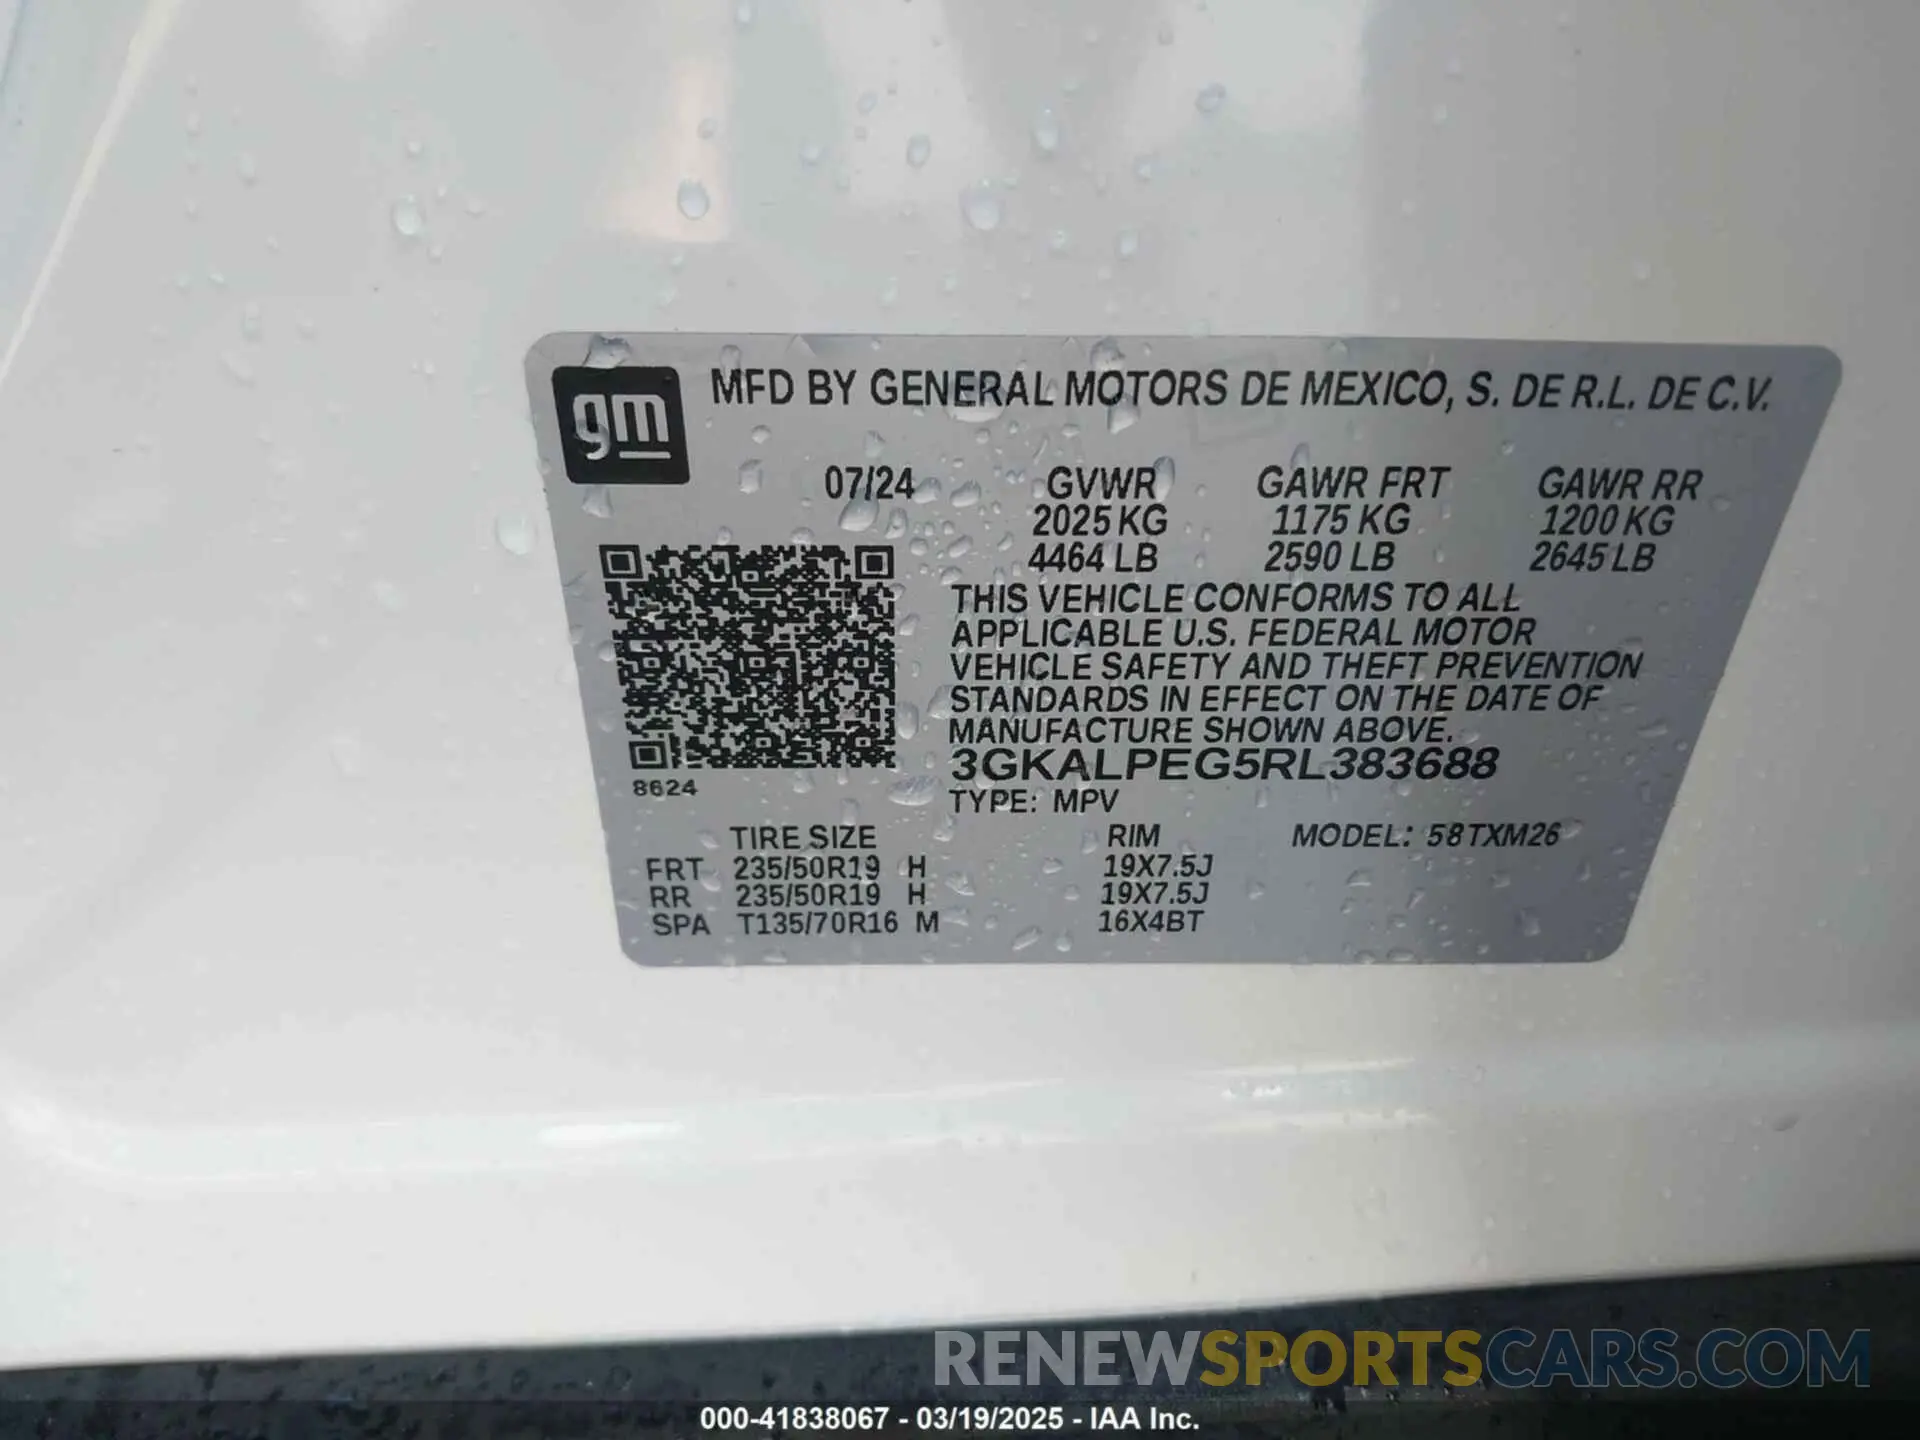 gm MFD BY GENERAL MOTORS DE MEXICO, S. DE R.L. DE C.V.
07/24 GVWR GAWR FRT GAWR RR
2025 KG 1175 KG 1200 KG
4464 LB 2590 LB 2645 LB
THIS VEHICLE CONFORMS TO ALL
APPLICABLE U.S. FEDERAL MOTOR
VEHICLE SAFETY AND THEFT PREVENTION
STANDARDS IN EFFECT ON THE DATE OF
MANUFACTURE SHOWN ABOVE.
3GKALPEG5RL383688
8624
TYPE: MPV
TIRE SIZE RIM MODEL: 58TXM26
FRT 235/50R19 H 19X7.5J
RR 235/50R19 H 19X7.5J
SPA T135/70R16 M 16X4BT
RENEWSPORTSCARS.COM
000-41838067 - 03/19/2025 - IAA Inc.